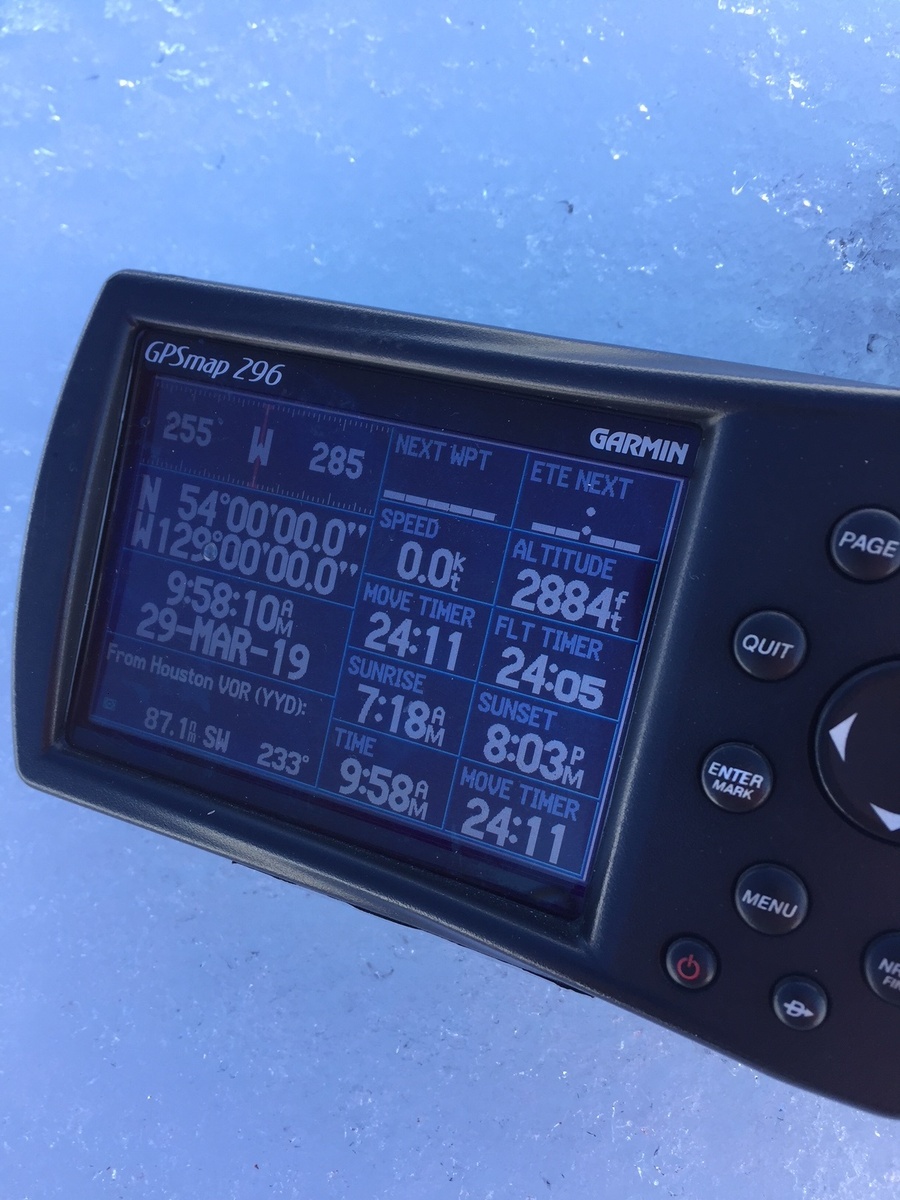 GPSmap 296
GARMIN
255 W 285
N 54°00'00.0"
W129°00'00.0"
9:58:10AM
29-MAR-19
From Houston VOR (YYD):
87.1nm SW 233°
NEXT WPT
_____
ETE NEXT
__:__
SPEED
0.0kt
ALTITUDE
2884ft
MOVE TIMER
24:11
FLT TIMER
24:05
SUNRISE
7:18AM
SUNSET
8:03PM
TIME
9:58AM
MOVE TIMER
24:11
PAGE
QUIT
ENTER
MARK
MENU